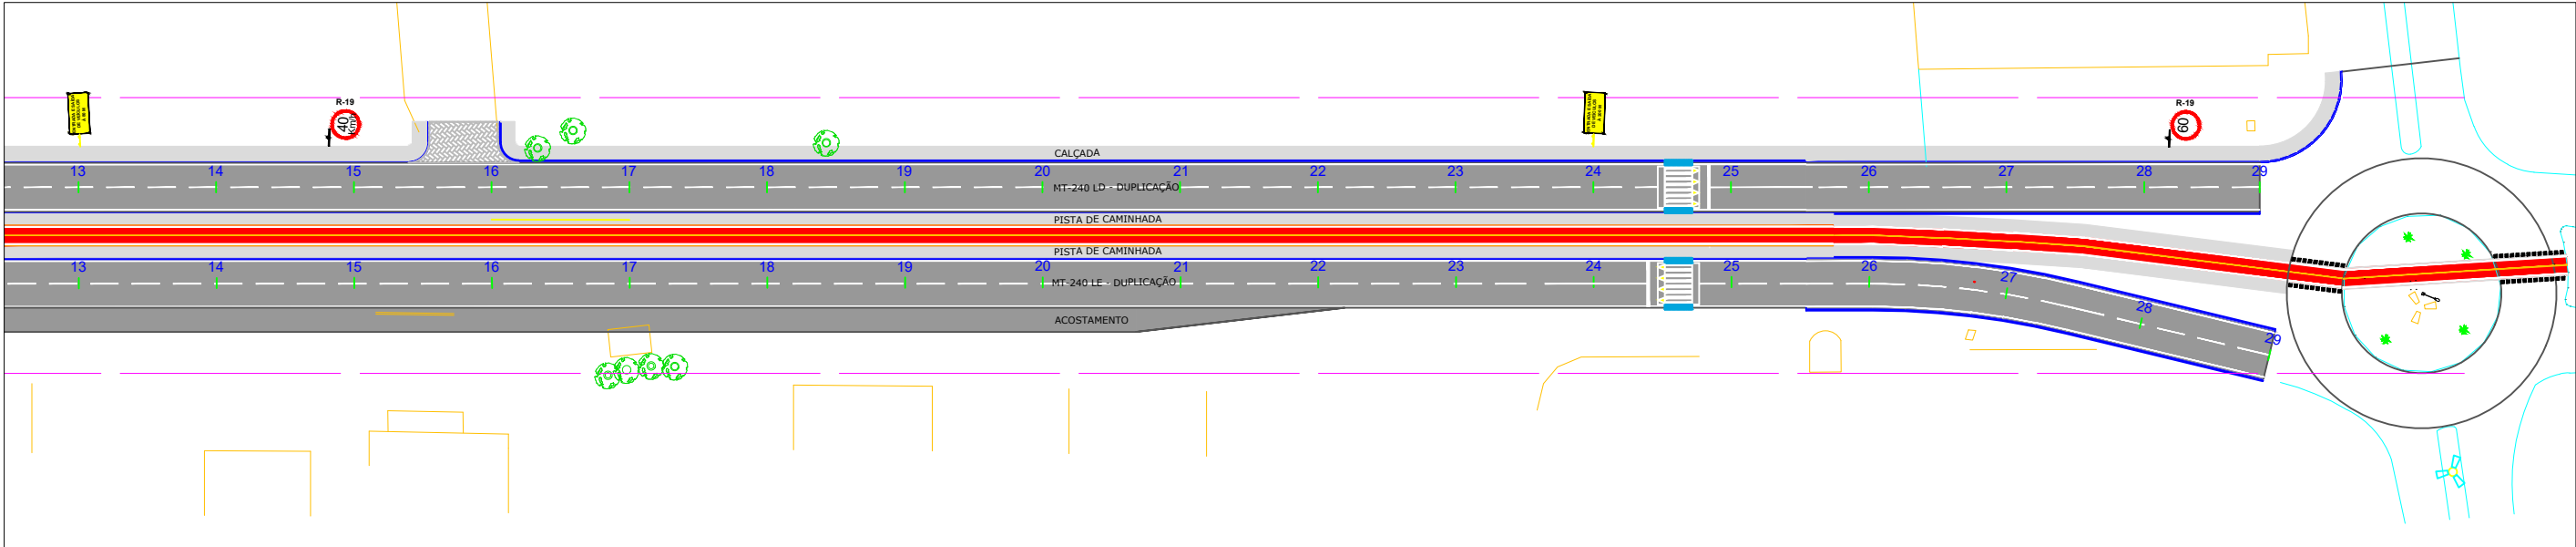 R-19
40
Km/h
R-19
60
CALÇADA
13 14 15 16 17 18 19 20 21 22 23 24 25 26 27 28 29
MT-240 LD - DUPLICAÇÃO
PISTA DE CAMINHADA
PISTA DE CAMINHADA
13 14 15 16 17 18 19 20 21 22 23 24 25 26 27 28 29
MT-240 LE - DUPLICAÇÃO
ACOSTAMENTO